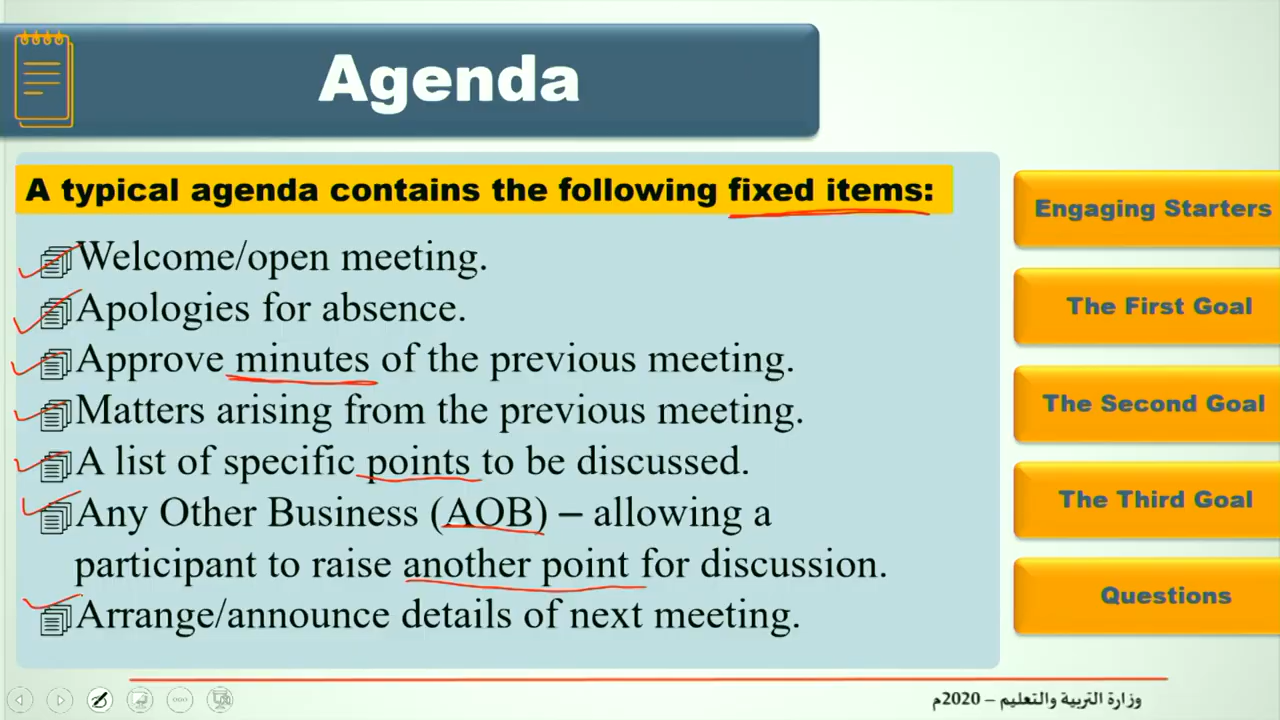 Agenda
A typical agenda contains the following fixed items:
Welcome/open meeting.
Apologies for absence.
Approve minutes of the previous meeting.
Matters arising from the previous meeting.
A list of specific points to be discussed.
Any Other Business (AOB) – allowing a
participant to raise another point for discussion.
Arrange/announce details of next meeting.
Engaging Starters
The First Goal
The Second Goal
The Third Goal
Questions
وزارة التربية والتعليم – 2020م